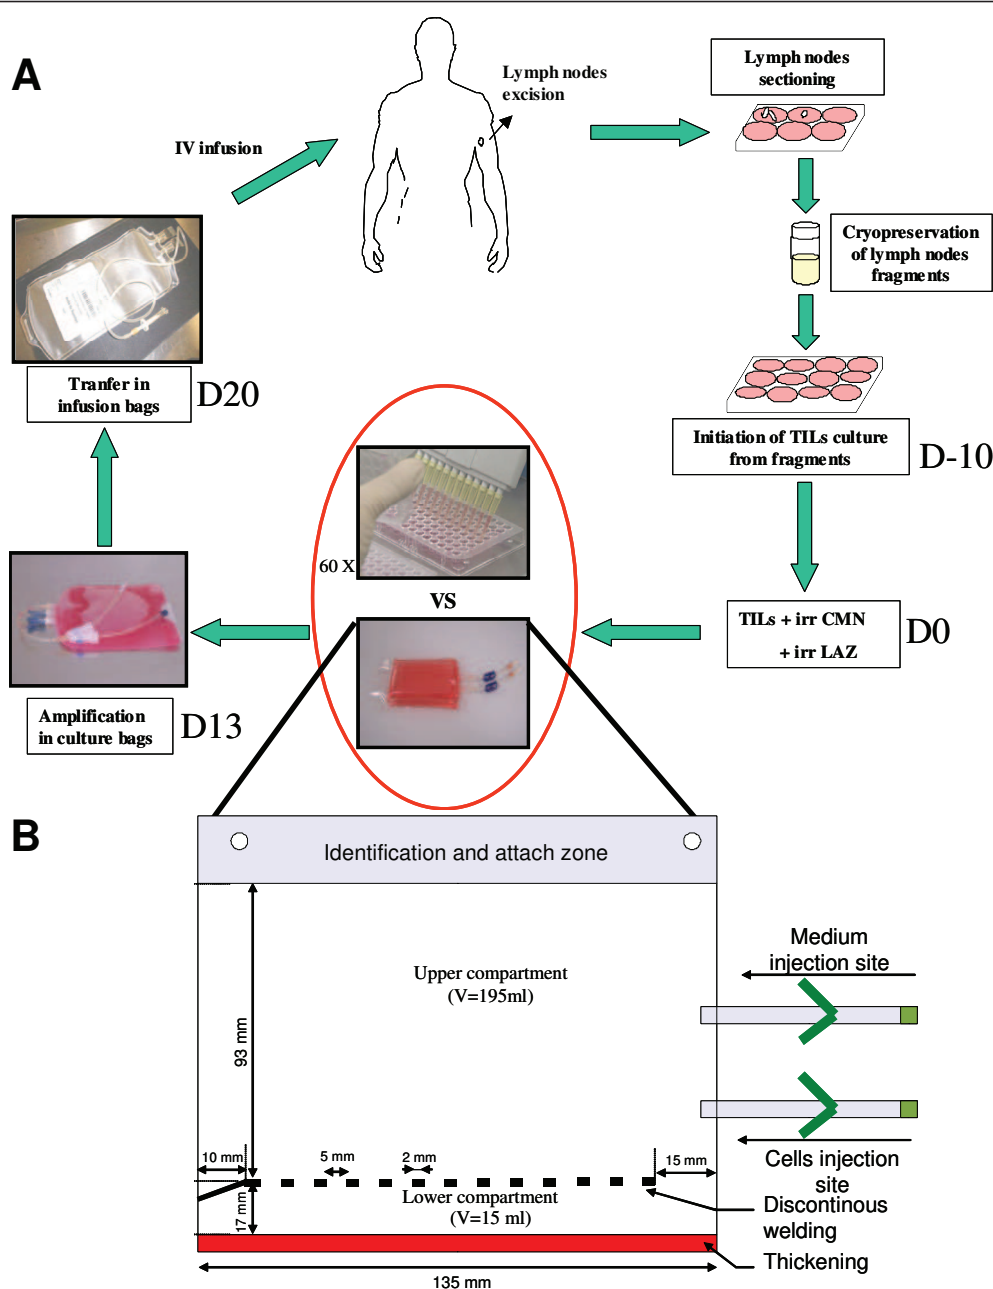 A
Lymph nodes
excision
Lymph nodes
sectioning
IV infusion
Cryopreservation
of lymph nodes
fragments
Tranfer in
infusion bags
D20
Initiation of TILs culture
from fragments
D-10
60 X
VS
TILs + irr CMN
+ irr LAZ
D0
Amplification
in culture bags
D13
B
Identification and attach zone
Medium
injection site
Upper compartment
(V=195ml)
93 mm
10 mm
5 mm
2 mm
15 mm
Cells injection
site
17 mm
Lower compartment
(V=15 ml)
Discontinous
welding
Thickening
135 mm